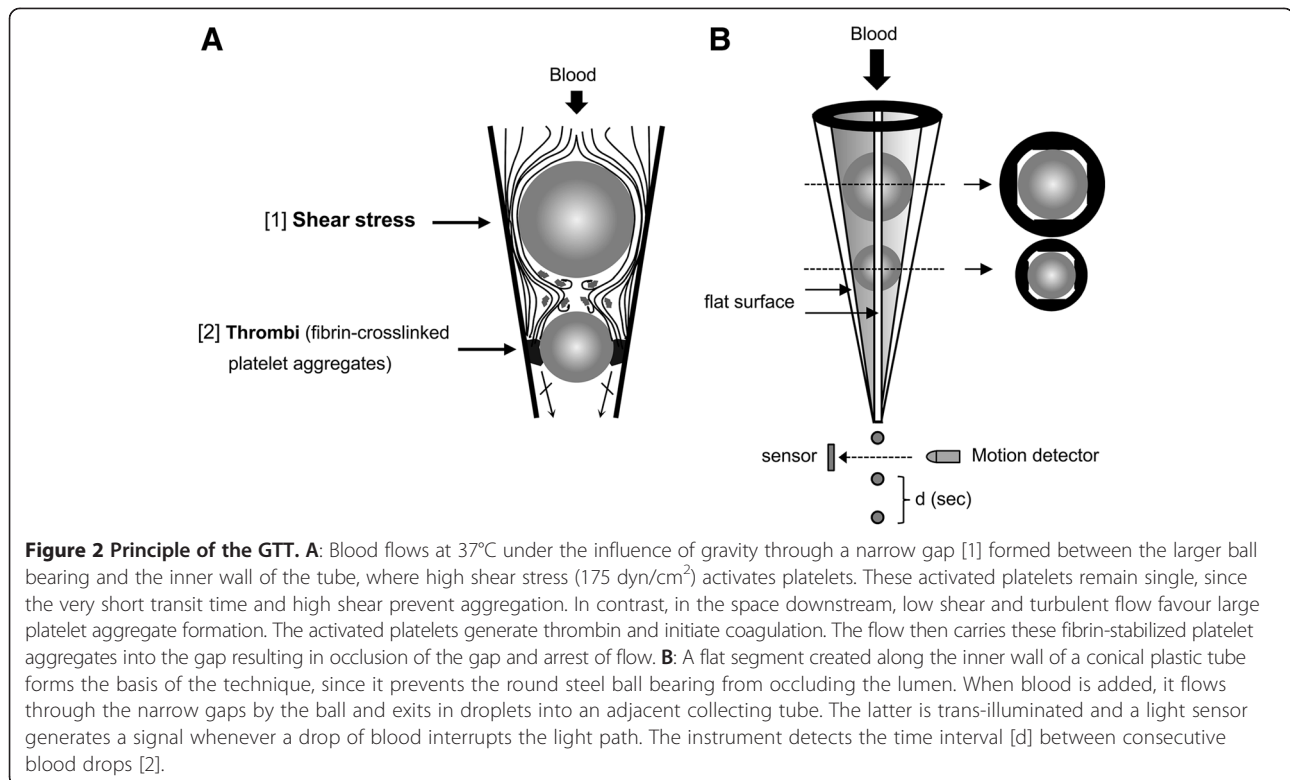 A
B
Blood
Blood
[1] Shear stress
flat surface
[2] Thrombi (fibrin-crosslinked
platelet aggregates)
sensor
Motion detector
d (sec)
Figure 2 Principle of the GTT. A: Blood flows at 37°C under the influence of gravity through a narrow gap [1] formed between the larger ball
bearing and the inner wall of the tube, where high shear stress (175 dyn/cm²) activates platelets. These activated platelets remain single, since
the very short transit time and high shear prevent aggregation. In contrast, in the space downstream, low shear and turbulent flow favour large
platelet aggregate formation. The activated platelets generate thrombin and initiate coagulation. The flow then carries these fibrin-stabilized platelet
aggregates into the gap resulting in occlusion of the gap and arrest of flow. B: A flat segment created along the inner wall of a conical plastic tube
forms the basis of the technique, since it prevents the round steel ball bearing from occluding the lumen. When blood is added, it flows
through the narrow gaps by the ball and exits in droplets into an adjacent collecting tube. The latter is trans-illuminated and a light sensor
generates a signal whenever a drop of blood interrupts the light path. The instrument detects the time interval [d] between consecutive
blood drops [2].